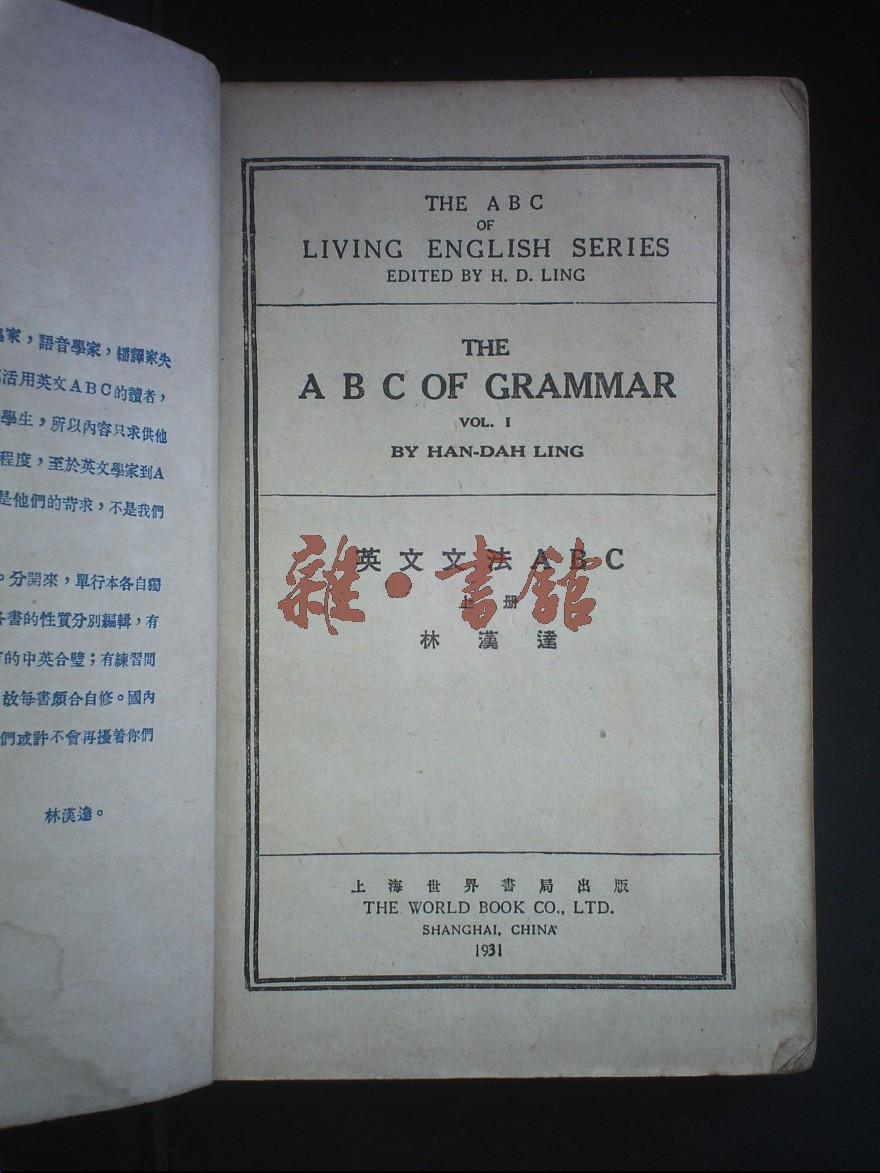 家，語音學家，繙譯家失
活用英文ABC的讀者，
學生，所以內容只求供他
程度，至於英文學家到A
是他們的苛求，不是我們
。分開來，單行本各自獨
各書的性質分別編輯，有
的中英合璧；有練習問
故每書頗合自修。國內
們或許不會再擾着你們
林漢達。
THE ABC
OF
LIVING ENGLISH SERIES
EDITED BY H. D. LING
THE
A B C OF GRAMMAR
VOL. I
BY HAN-DAH LING
英文文法ABC
上册
林漢達
雜·書館
上海世界書局出版
THE WORLD BOOK CO., LTD.
SHANGHAI, CHINA
1931